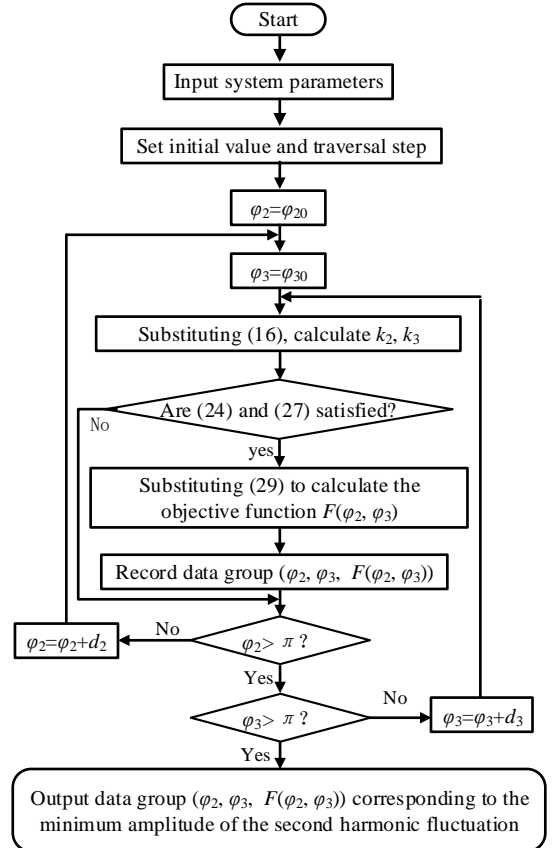 Start
Input system parameters
Set initial value and traversal step
φ2=φ20
φ3=φ30
Substituting (16), calculate k2, k3
Are (24) and (27) satisfied?
No
yes
Substituting (29) to calculate the
objective function F(φ2, φ3)
Record data group (φ2, φ3, F(φ2, φ3))
φ2=φ2+d2
No
φ2> π ?
Yes
φ3> π ?
No
φ3=φ3+d3
Yes
Output data group (φ2, φ3, F(φ2, φ3)) corresponding to the
minimum amplitude of the second harmonic fluctuation